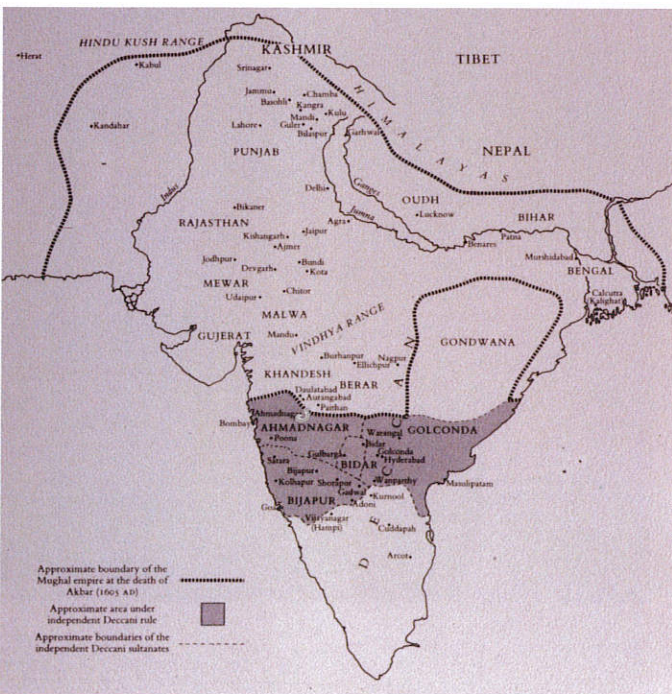 HINDU KUSH RANGE
KASHMIR
TIBET
Herat
Kabul
Srinagar
HIMALAYAS
Jammu
Chamba
Basohli
Kangra
Kandahar
Mandi
Kulu
Lahore
Guler
Bilaspur
Garhwal
PUNJAB
NEPAL
Indus
Delhi
Ganges
OUDH
Bikaner
Jumna
Lucknow
BIHAR
RAJASTHAN
Agra
Kishangarh
Jaipur
Ajmer
Benares
Patna
Jodhpur
Bundi
Murshidabad
Devgarh
Kota
BENGAL
MEWAR
Chitor
Calcutta
Udaipur
(Kalighat)
MALWA
VINDHYA RANGE
GUJERAT
Mandu
GONDWANA
Burhanpur
Nagpur
Ellichpur
KHANDESH
BERAR
Daulatabad
Aurangabad
Ahmadnagar
Paithan
Bombay
AHMADNAGAR
Warangal
GOLCONDA
Poona
Bidar
Gulbarga
Golconda
Satara
BIDAR
Hyderabad
Bijapur
Kolhapur
Shorapur
Wanparthy
Masulipatam
Gadwal
BIJAPUR
Kurnool
Goa
Adoni
Vijayanagar
(Hampi)
Cuddapah
DECCAN
Arcot
Approximate boundary of the
Mughal empire at the death of
Akbar (1605 AD)
Approximate area under
independent Deccani rule
Approximate boundaries of the
independent Deccani sultanates